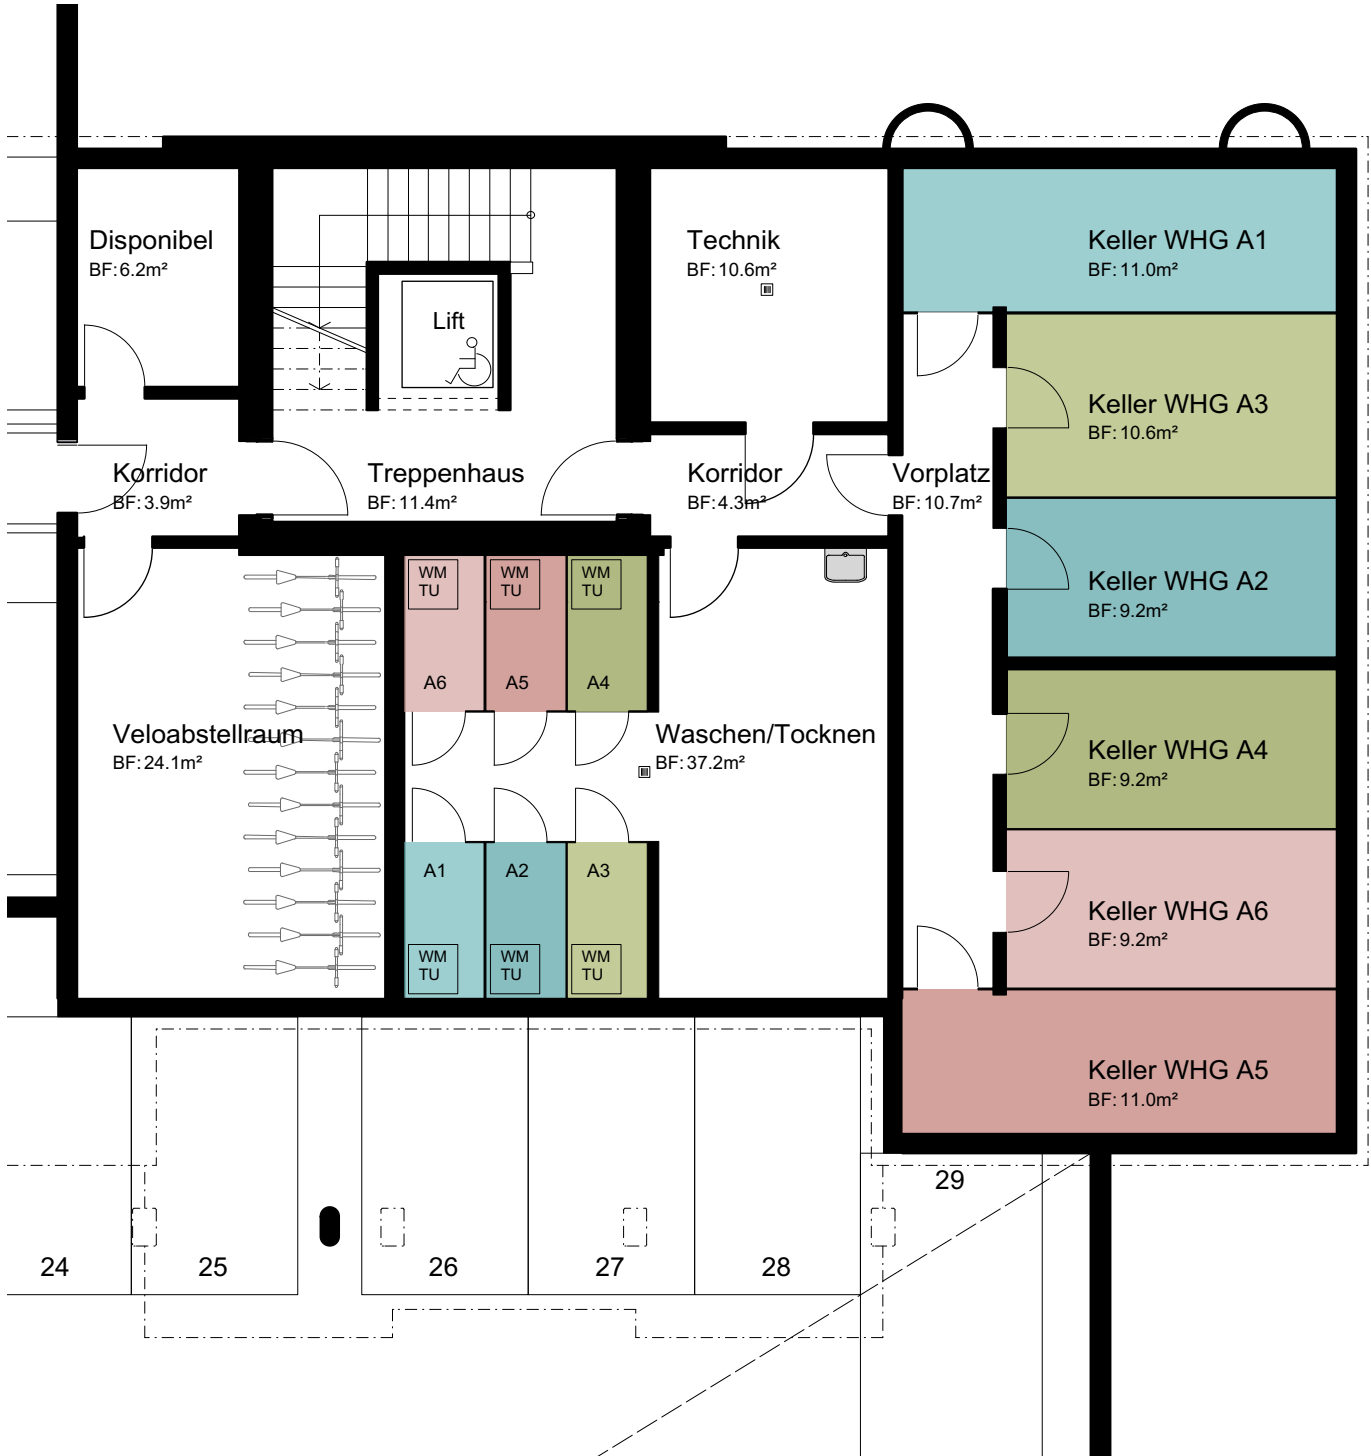 Disponibel
BF:6.2m²
Technik
BF:10.6m²
Keller WHG A1
BF:11.0m²
Lift
Keller WHG A3
BF:10.6m²
Korridor
BF:3.9m²
Treppenhaus
BF:11.4m²
Korridor
BF:4.3m²
Vorplatz
BF:10.7m²
WM
TU
A6
WM
TU
A5
WM
TU
A4
Keller WHG A2
BF:9.2m²
Veloabstellraum
BF:24.1m²
Waschen/Tocknen
BF:37.2m²
Keller WHG A4
BF:9.2m²
A1
WM
TU
A2
WM
TU
A3
WM
TU
Keller WHG A6
BF:9.2m²
Keller WHG A5
BF:11.0m²
29
24
25
26
27
28